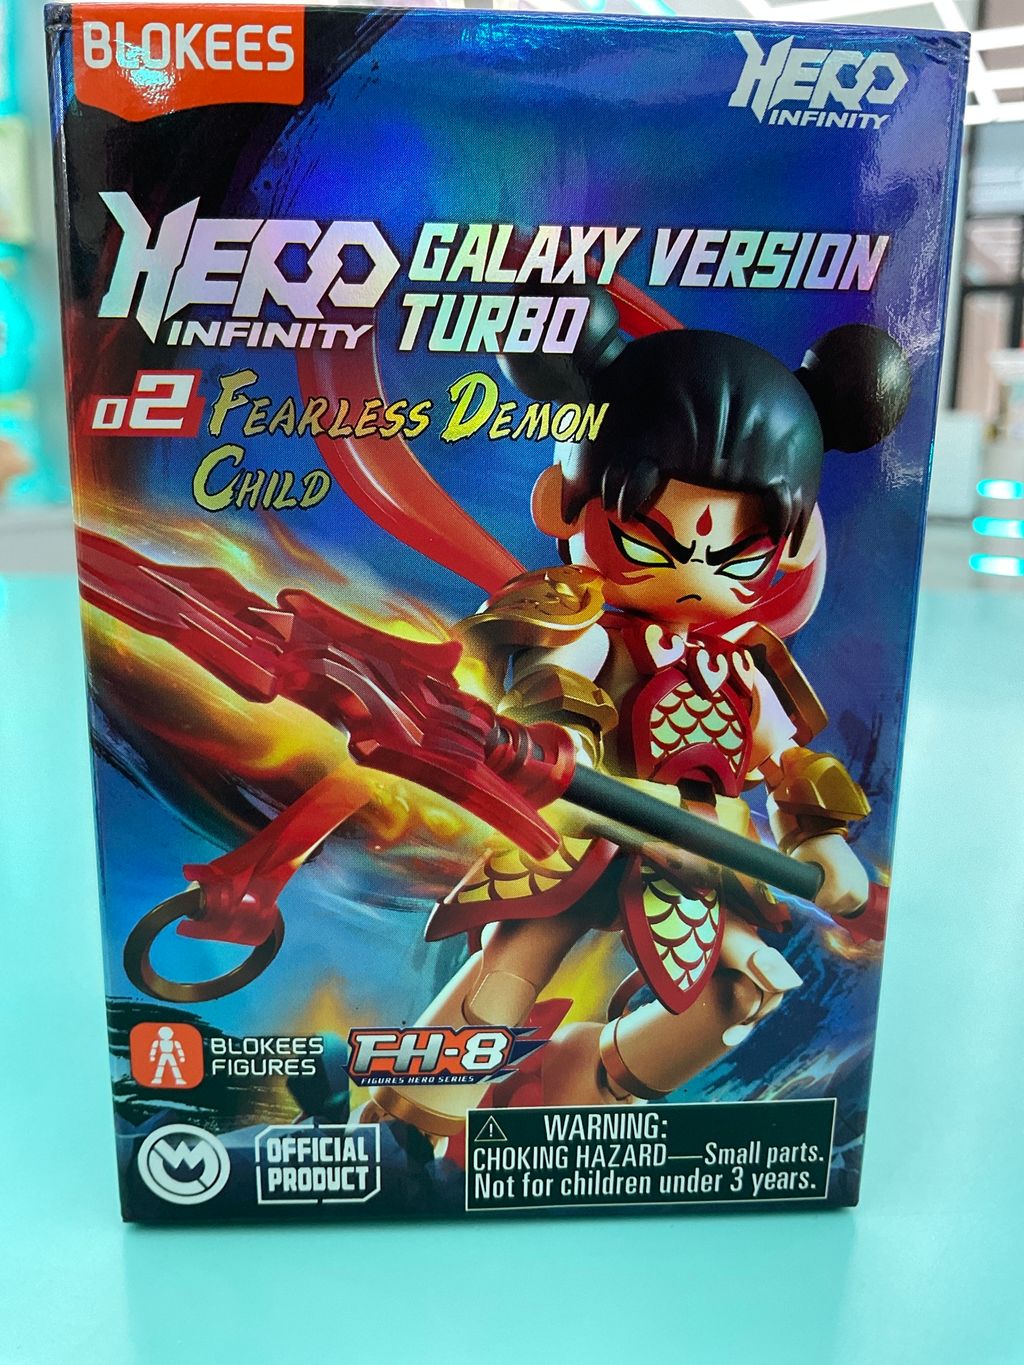 BLOKEES
HERO
INFINITY
HERO
INFINITY
GALAXY VERSION
TURBO
02 FEARLESS DEMON
CHILD
BLOKEES
FIGURES
FH-8
FIGURES HERO SERIES
OFFICIAL
PRODUCT
WARNING:
CHOKING HAZARD—Small parts.
Not for children under 3 years.